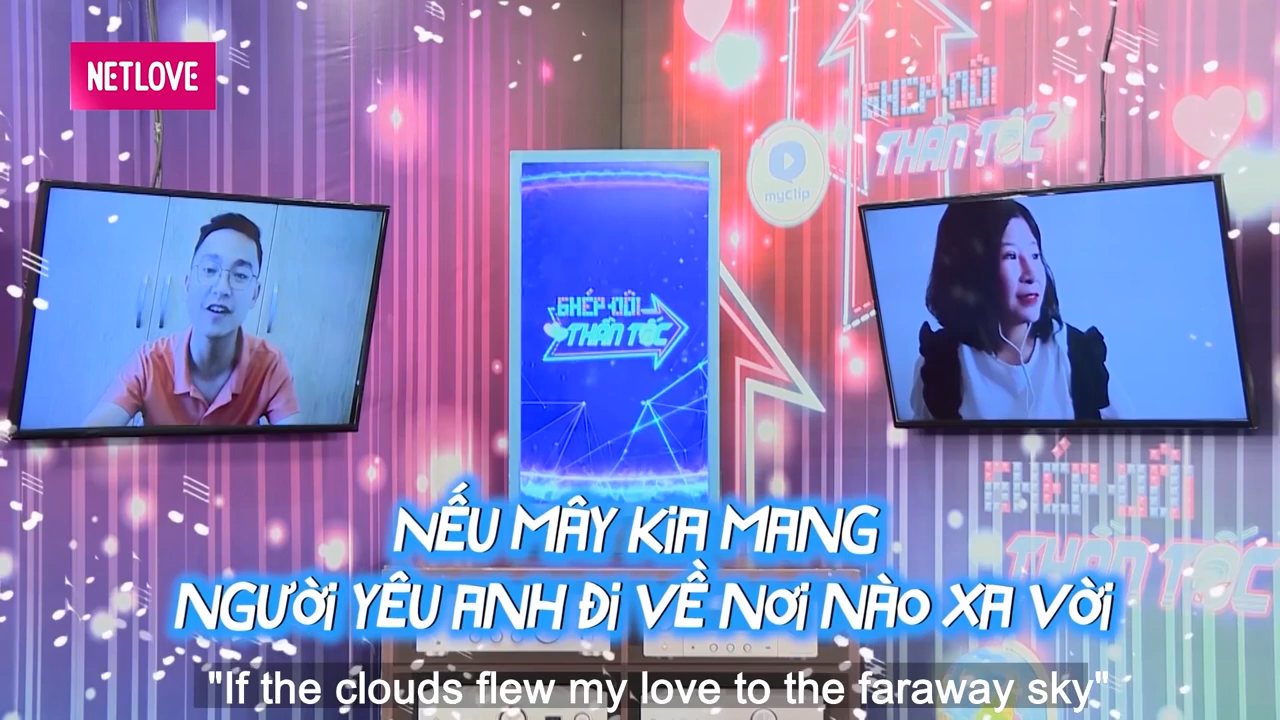 NETLOVE
GHÉP ĐÔI
THẦN TỐC
myClip
GHÉP ĐÔI
THẦN TỐC
GHÉP ĐÔI
THẦN TỐC
NẾU MÂY KIA MANG
NGƯỜI YÊU ANH ĐI VỀ NƠI NÀO XA VỜI
"If the clouds flew my love to the faraway sky"